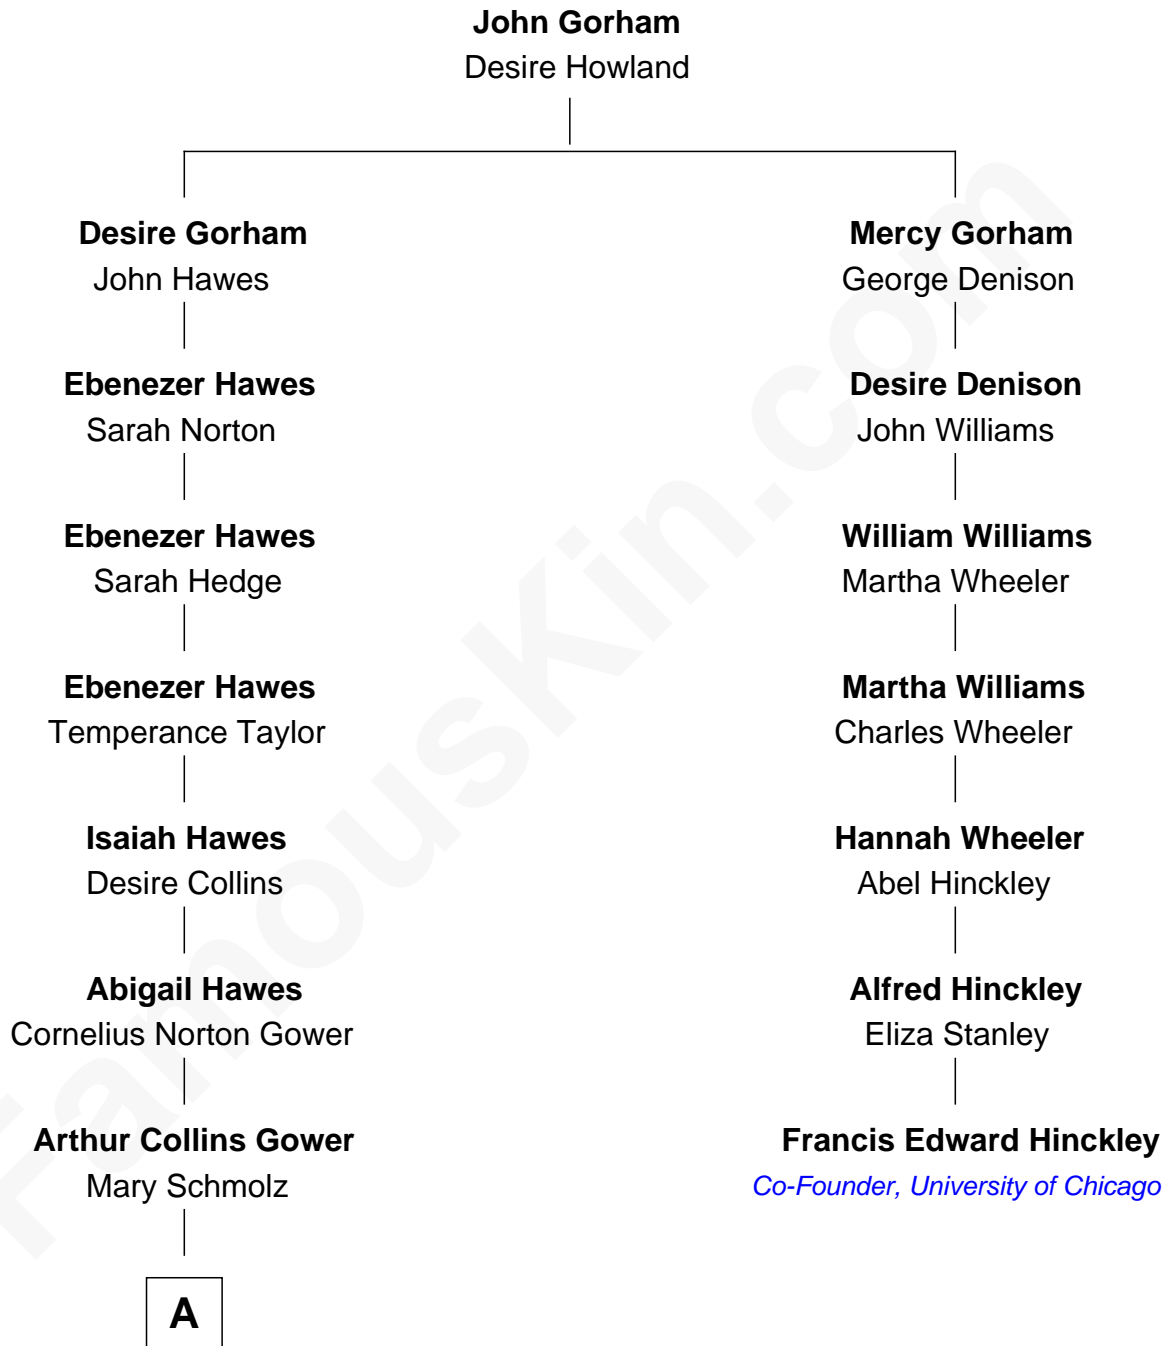 John Gorham
Desire Howland
Desire Gorham
John Hawes
Mercy Gorham
George Denison
Ebenezer Hawes
Sarah Norton
Desire Denison
John Williams
Ebenezer Hawes
Sarah Hedge
William Williams
Martha Wheeler
Ebenezer Hawes
Temperance Taylor
Martha Williams
Charles Wheeler
Isaiah Hawes
Desire Collins
Hannah Wheeler
Abel Hinckley
Abigail Hawes
Cornelius Norton Gower
Alfred Hinckley
Eliza Stanley
Arthur Collins Gower
Mary Schmolz
Francis Edward Hinckley
Co-Founder, University of Chicago
A
FamousKin.com